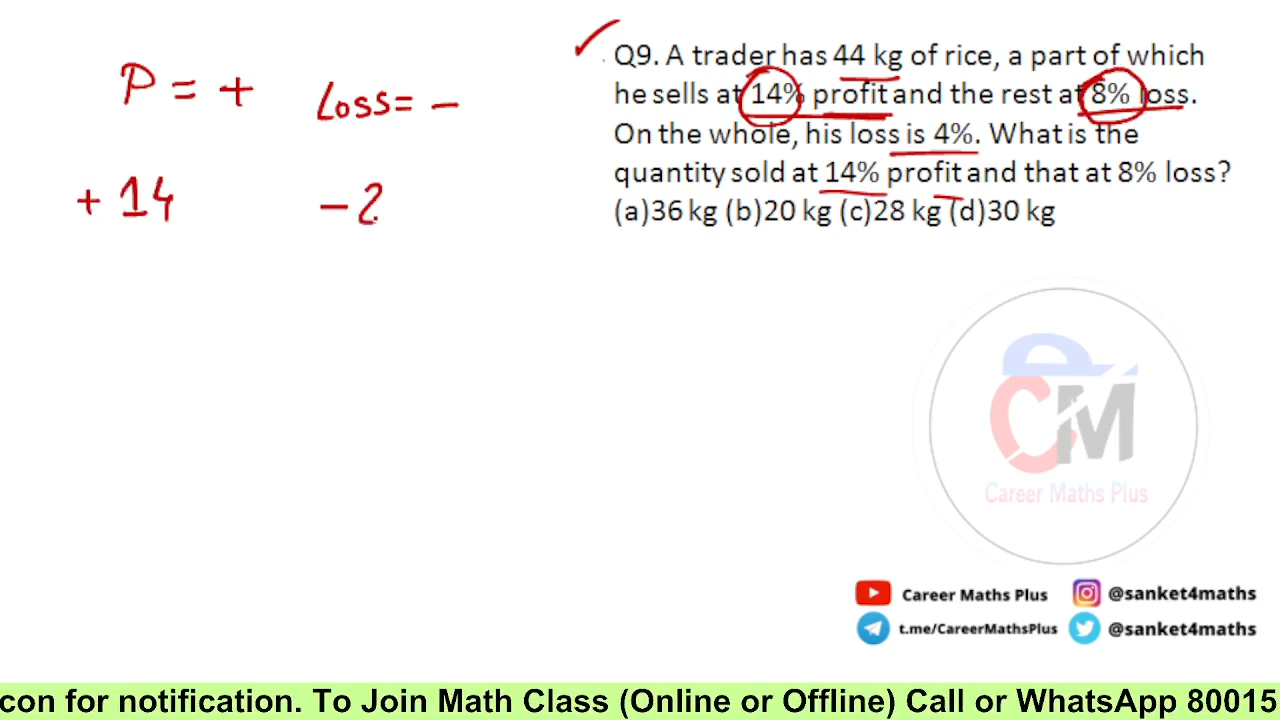 P = + Loss = -
+ 14 - 2
Q9. A trader has 44 kg of rice, a part of which
he sells at 14% profit and the rest at 8% loss.
On the whole, his loss is 4%. What is the
quantity sold at 14% profit and that at 8% loss?
(a)36 kg (b)20 kg (c)28 kg (d)30 kg
CM
Career Maths Plus
Career Maths Plus @sanket4maths
t.me/CareerMathsPlus @sanket4maths
con for notification. To Join Math Class (Online or Offline) Call or WhatsApp 80015